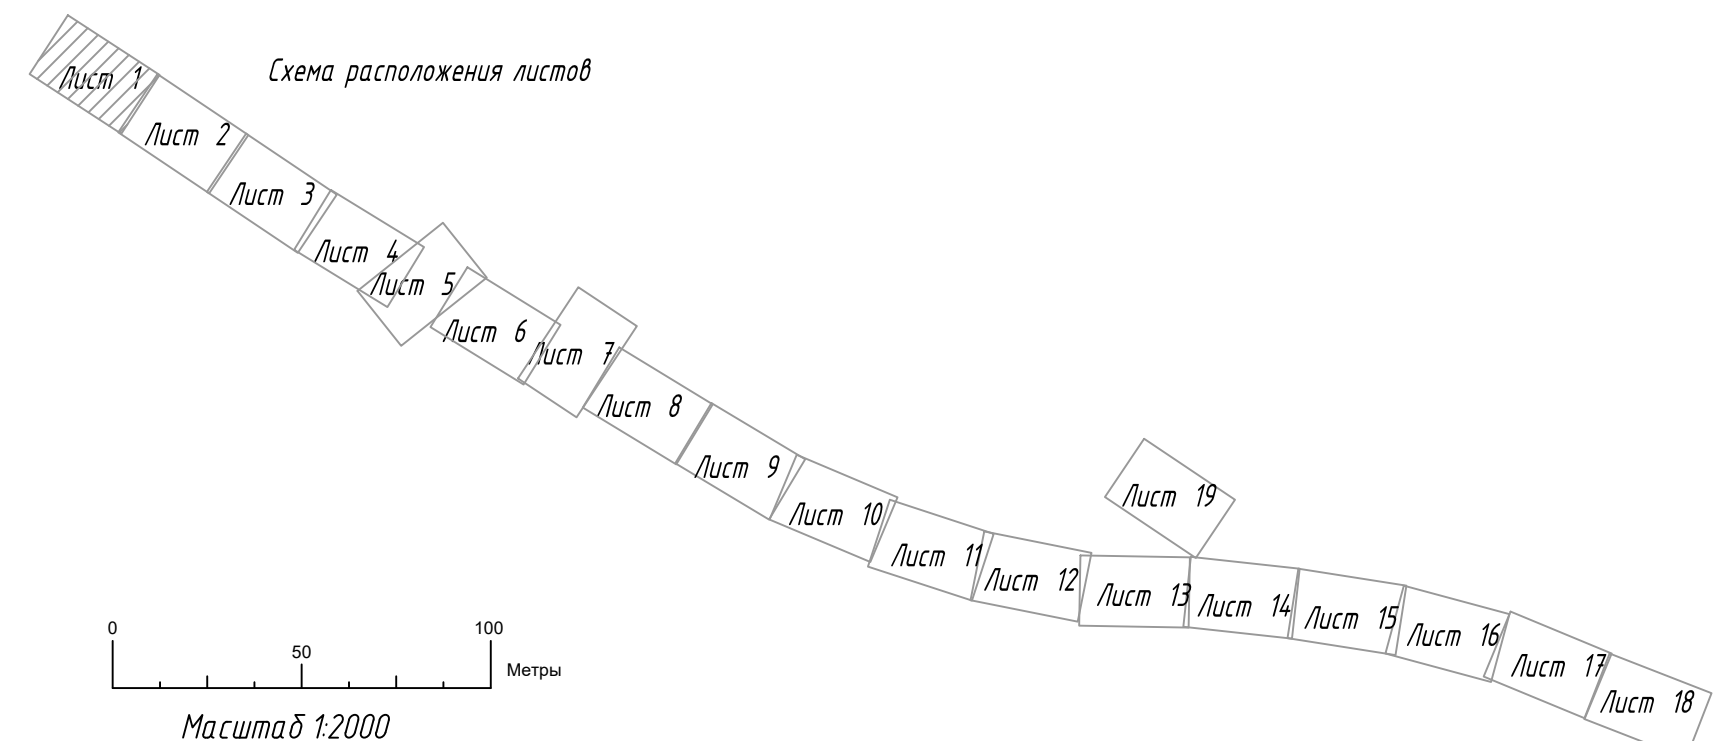 Схема расположения листов
Лист 1
Лист 2
Лист 3
Лист 4
Лист 5
Лист 6
Лист 7
Лист 8
Лист 9
Лист 10
Лист 11
Лист 12
Лист 13
Лист 14
Лист 15
Лист 16
Лист 17
Лист 18
Лист 19
0 50 100
Метры
Масштаб 1:2000